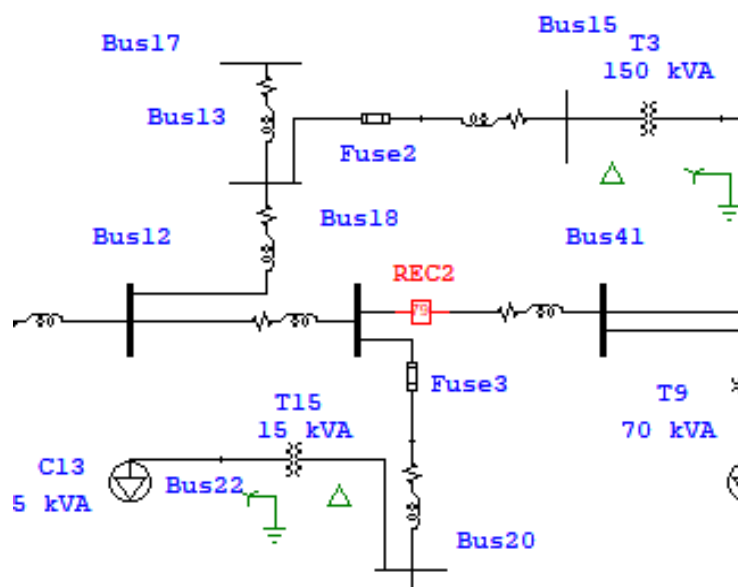 Bus15
Bus17
T3
150 kVA
Bus13
Fuse2
Bus18
Bus12
Bus41
REC2
79
Fuse3
T15
15 kVA
T9
70 kVA
C13
5 kVA
Bus22
Bus20